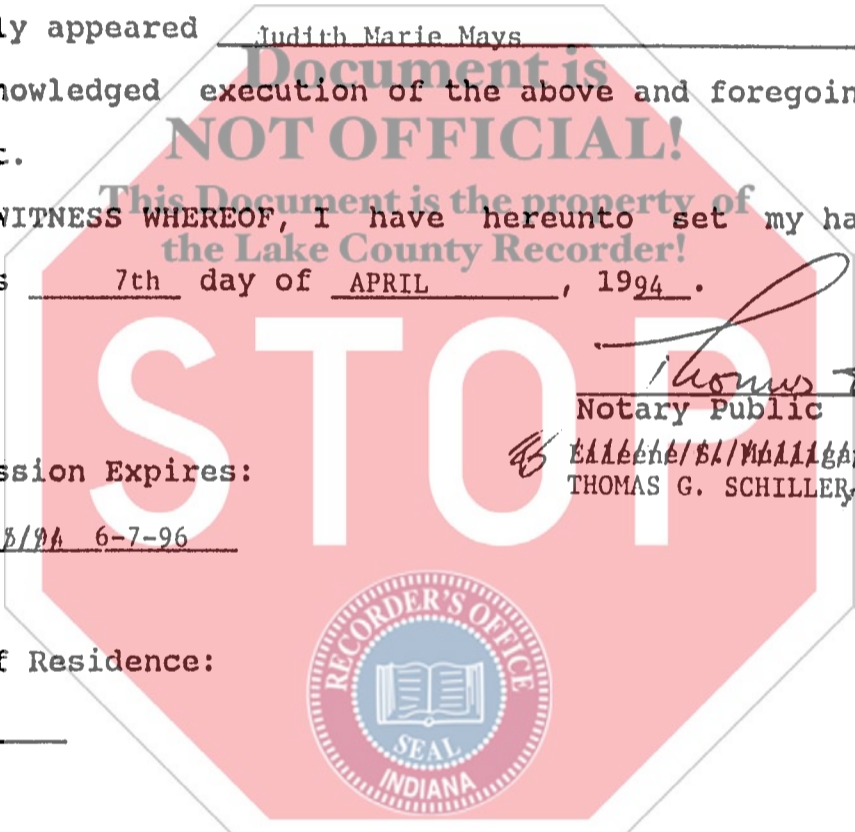 ly appeared Judith Marie Mays
Document is
nowledged execution of the above and foregoin
NOT OFFICIAL!
This Document is the property of
WITNESS WHEREOF, I have hereunto set my ha
the Lake County Recorder!
7th day of APRIL, 1994.
STOP
Thomas
Notary Public
THOMAS G. SCHILLER,
ssion Expires:
6-7-96
f Residence:
RECORDER'S OFFICE
SEAL
INDIANA